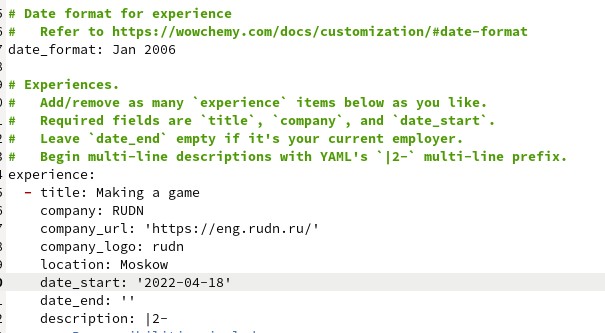 # Date format for experience
#   Refer to https://wowchemy.com/docs/customization/#date-format
date_format: Jan 2006
# Experiences.
#   Add/remove as many `experience` items below as you like.
#   Required fields are `title`, `company`, and `date_start`.
#   Leave `date_end` empty if it's your current employer.
#   Begin multi-line descriptions with YAML's `|2-` multi-line prefix.
experience:
  - title: Making a game
    company: RUDN
    company_url: 'https://eng.rudn.ru/'
    company_logo: rudn
    location: Moskow
    date_start: '2022-04-18'
    date_end: ''
    description: |2-